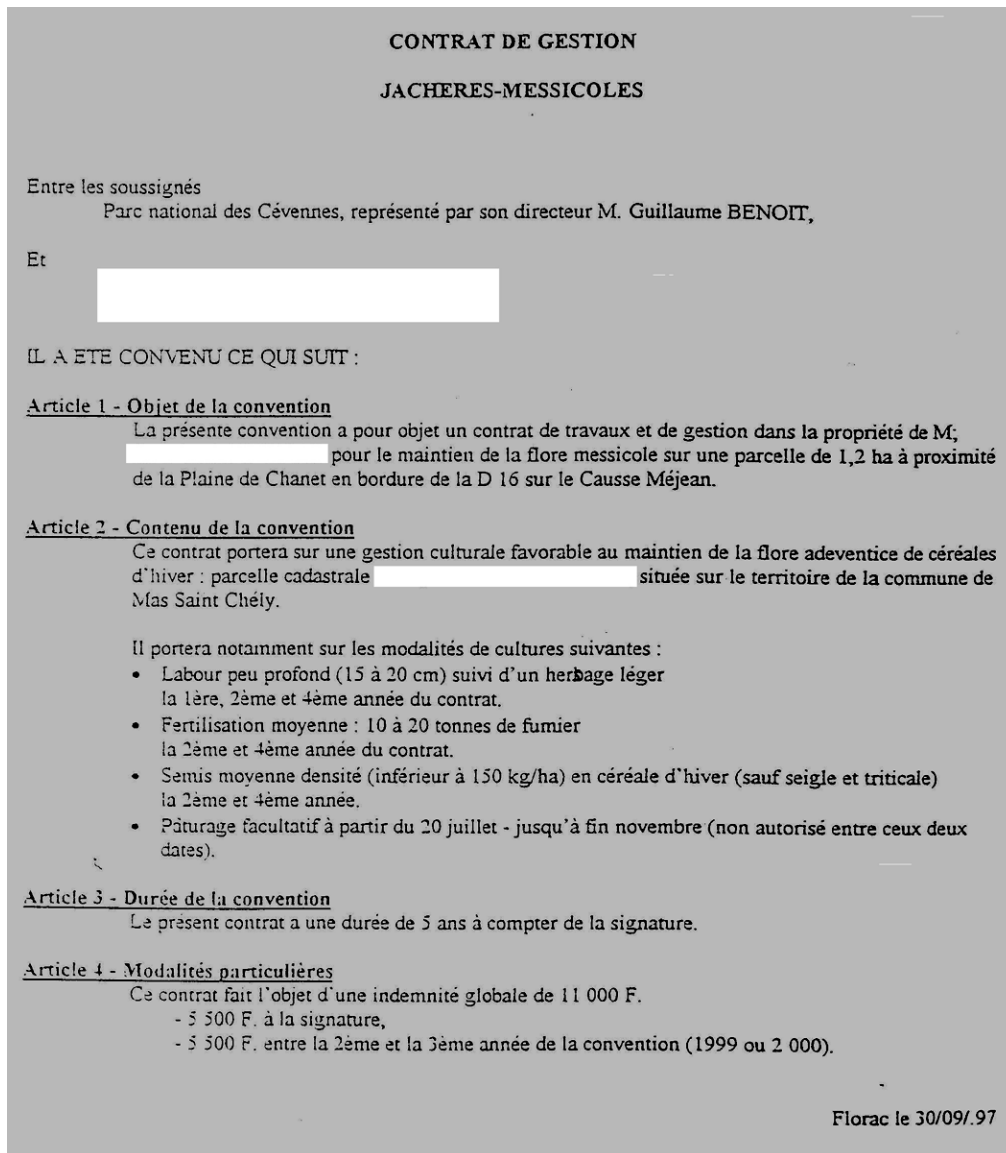 CONTRAT DE GESTION
JACHERES-MESSICOLES
Entre les soussignés
Parc national des Cévennes, représenté par son directeur M. Guillaume BENOIT,
Et
IL A ETE CONVENU CE QUI SUIT :
Article 1 - Objet de la convention
La présente convention a pour objet un contrat de travaux et de gestion dans la propriété de M;
pour le maintien de la flore messicole sur une parcelle de 1,2 ha à proximité
de la Plaine de Chanet en bordure de la D 16 sur le Causse Méjean.
Article 2 - Contenu de la convention
Ce contrat portera sur une gestion culturale favorable au maintien de la flore adeventice de céréales
d'hiver : parcelle cadastrale située sur le territoire de la commune de
Mas Saint Chély.
Il portera notamment sur les modalités de cultures suivantes :
• Labour peu profond (15 à 20 cm) suivi d'un herbage léger
la 1ère, 2ème et 4ème année du contrat.
• Fertilisation moyenne : 10 à 20 tonnes de fumier
la 2ème et 4ème année du contrat.
• Semis moyenne densité (inférieur à 150 kg/ha) en céréale d'hiver (sauf seigle et triticale)
la 2ème et 4ème année.
• Pâturage facultatif à partir du 20 juillet - jusqu'à fin novembre (non autorisé entre ceux deux
dates).
Article 3 - Durée de la convention
Le présent contrat a une durée de 5 ans à compter de la signature.
Article 4 - Modalités particulières
Ce contrat fait l'objet d'une indemnité globale de 11 000 F.
- 5 500 F. à la signature,
- 5 500 F. entre la 2ème et la 3ème année de la convention (1999 ou 2 000).
Florac le 30/09/.97